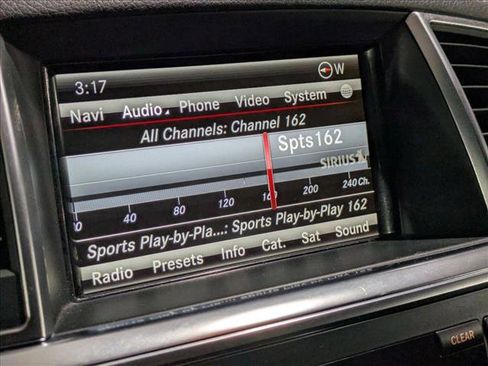 3:17 W
Navi Audio Phone Video System
All Channels: Channel 162
Spts162
SIRIUS
40 80 120 16 200 240 Ch.
Sports Play-by-Pla...: Sports Play-by-Play 162
Radio Presets Info Cat. Sat Sound
CLEAR